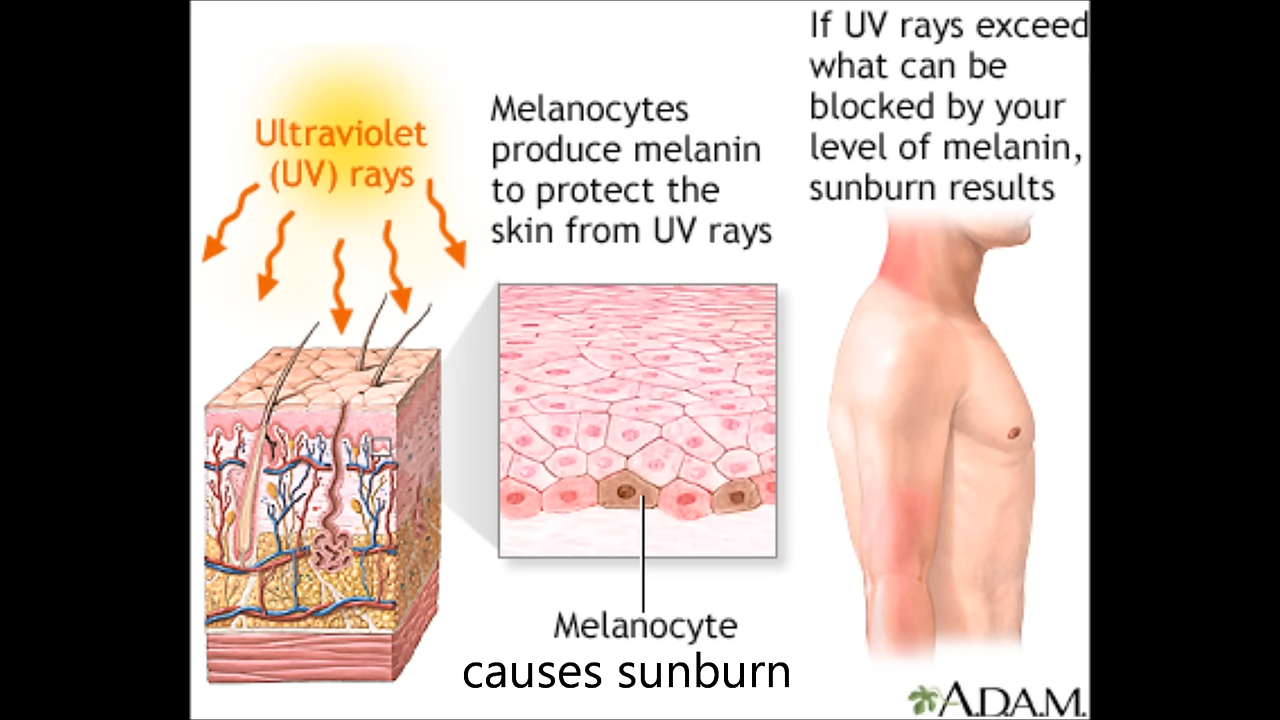 Ultraviolet
(UV) rays
Melanocytes
produce melanin
to protect the
skin from UV rays
If UV rays exceed
what can be
blocked by your
level of melanin,
sunburn results
Melanocyte
causes sunburn
A.D.A.M.